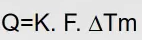 Q=K. F. ΔTm